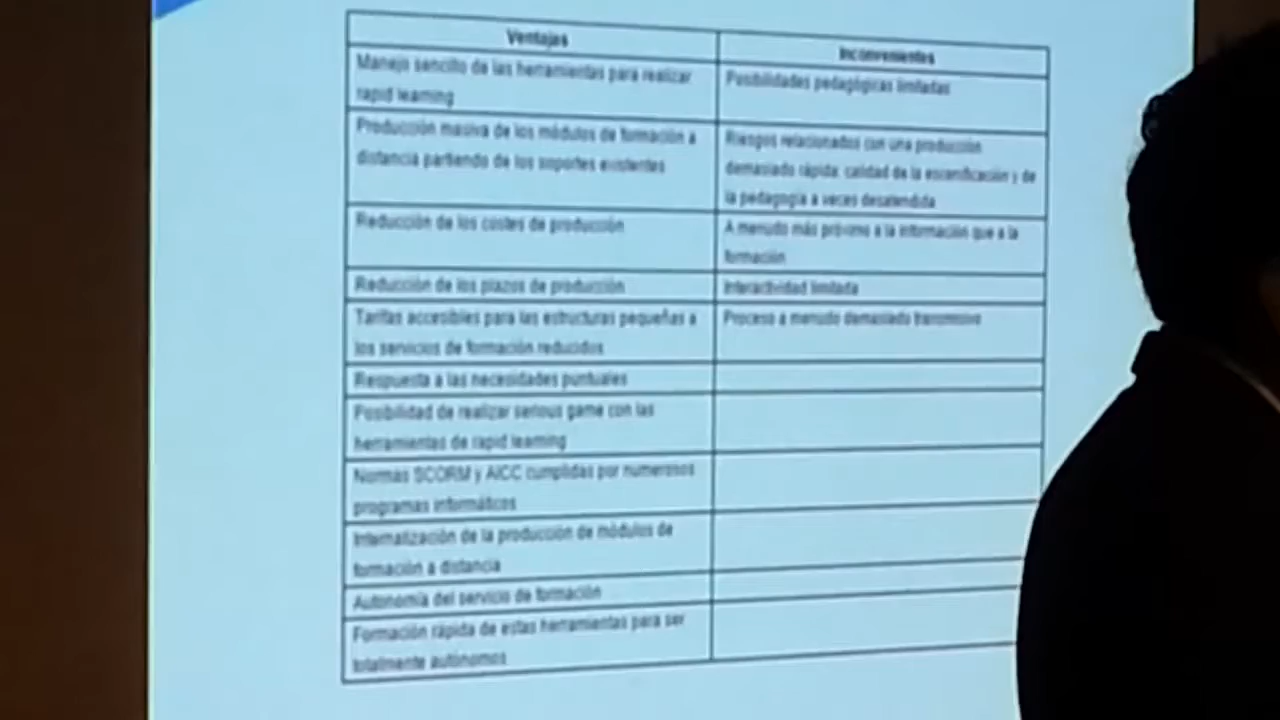 Ventajas
Inconvenientes
Manejo sencillo de las herramientas para realizar
rapid learning
Posibilidades pedagógicas limitadas
Producción masiva de los módulos de formación a
distancia partiendo de los soportes existentes
Riesgos relacionados con una producción
demasiado rápida: calidad de la escenificación y de
la pedagogía a veces desatendida
Reducción de los costes de producción
A menudo más próximo a la información que a la
formación
Reducción de los plazos de producción
Interactividad limitada
Tarifas accesibles para las estructuras pequeñas a
los servicios de formación reducidos
Proceso a menudo demasiado transmisivo
Respuesta a las necesidades puntuales
Posibilidad de realizar serious game con las
herramientas de rapid learning
Normas SCORM y AICC cumplidas por numerosos
programas informáticos
Internalización de la producción de módulos de
formación a distancia
Autonomía del servicio de formación
Formación rápida de estas herramientas para ser
totalmente autónomos